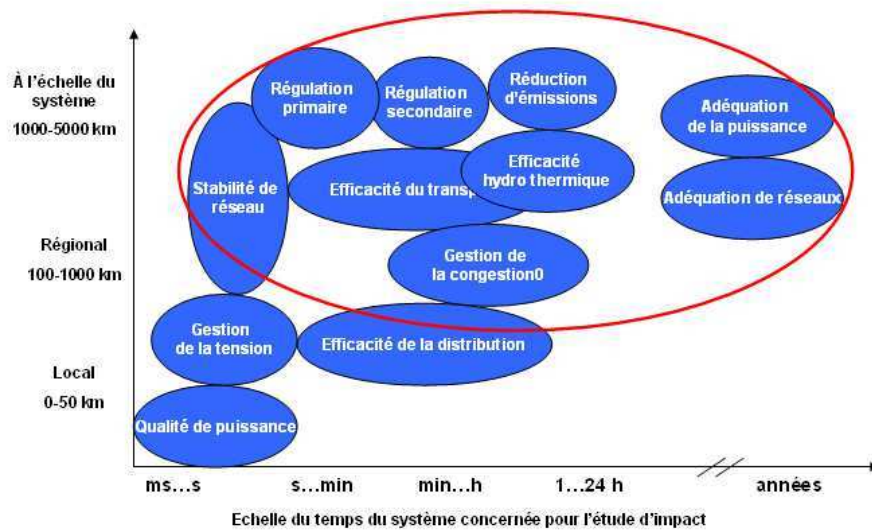 À l'échelle du
système
1000-5000 km
Régional
100-1000 km
Local
0-50 km
Régulation
primaire
Régulation
secondaire
Réduction
d'émissions
Adéquation
de la puissance
Stabilité de
réseau
Efficacité du transp
Efficacité
hydro thermique
Adéquation de réseaux
Gestion de
la congestion0
Gestion
de la tension
Efficacité de la distribution
Qualité de puissance
ms...s
s...min
min...h
1...24 h
années
Echelle du temps du système concernée pour l'étude d'impact